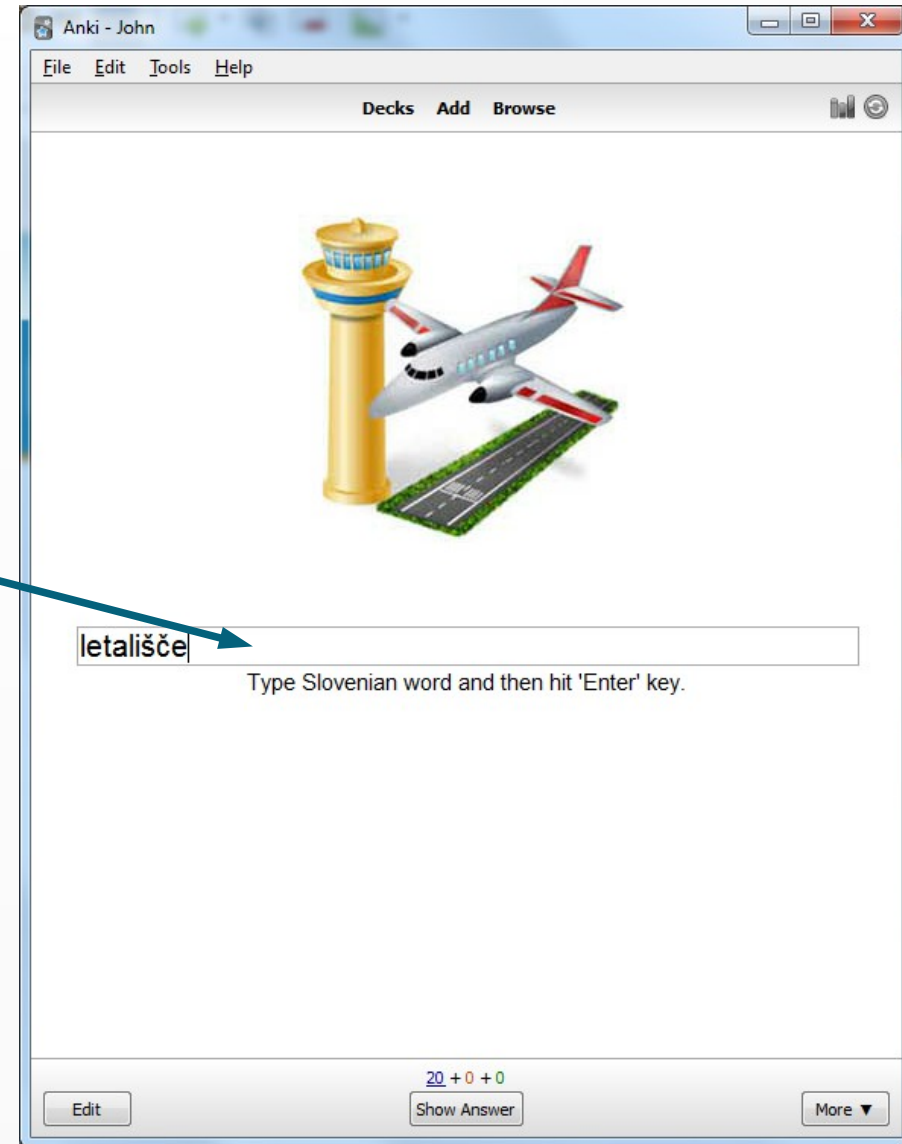 Anki - John
File Edit Tools Help
Decks Add Browse
letališče
Type Slovenian word and then hit 'Enter' key.
20 + 0 + 0
Edit Show Answer More ▼